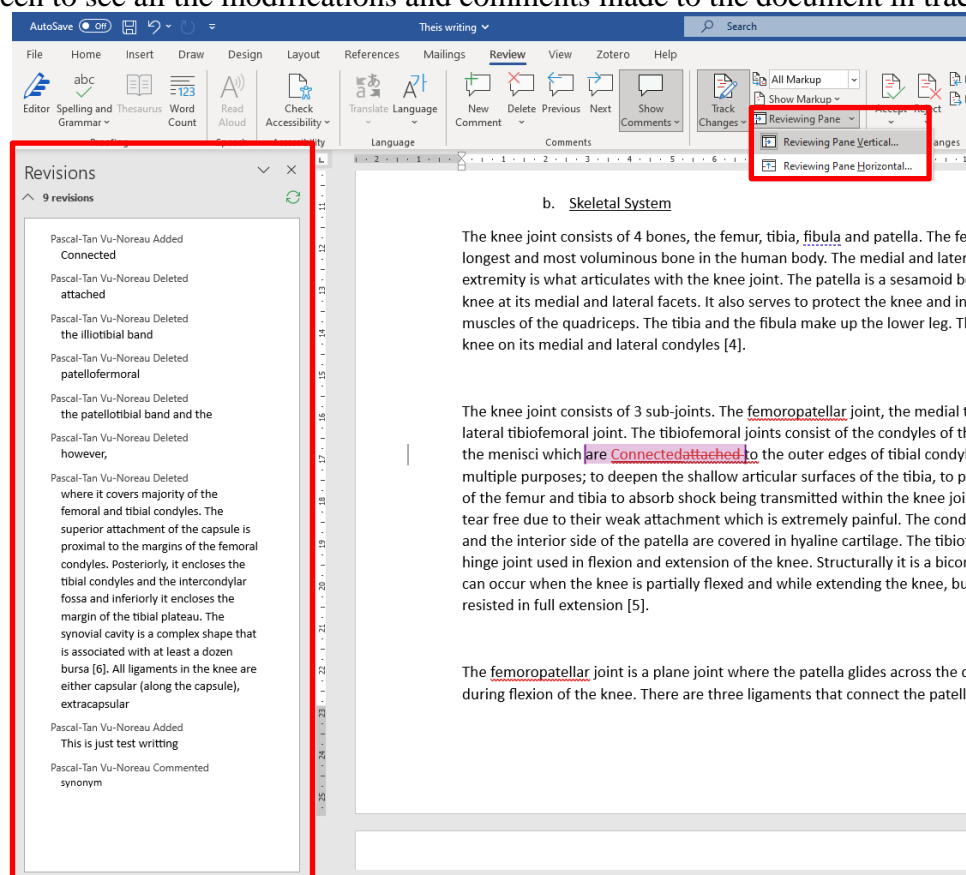 een to see all the modifications and comments made to the document in trac
AutoSave Off Theis writing Search
File Home Insert Draw Design Layout References Mailings Review View Zotero Help
abc 123 A
All Markup
Show Markup
Reviewing Pane
Editor Spelling and Grammar Thesaurus Word Count Read Aloud Check Accessibility Translate Language New Comment Delete Previous Next Show Comments Track Changes Accept Reject
Proofing Speech Accessibility Language Comments anges
Reviewing Pane Vertical...
Reviewing Pane Horizontal...
Revisions
9 revisions
Pascal-Tan Vu-Noreau Added
Connected
Pascal-Tan Vu-Noreau Deleted
attached
Pascal-Tan Vu-Noreau Deleted
the illiotibial band
Pascal-Tan Vu-Noreau Deleted
patellofermoral
Pascal-Tan Vu-Noreau Deleted
the patellotibial band and the
Pascal-Tan Vu-Noreau Deleted
however,
Pascal-Tan Vu-Noreau Deleted
where it covers majority of the
femoral and tibial condyles. The
superior attachment of the capsule is
proximal to the margins of the femoral
condyles. Posteriorly, it encloses the
tibial condyles and the intercondylar
fossa and inferiorly it encloses the
margin of the tibial plateau. The
synovial cavity is a complex shape that
is associated with at least a dozen
bursa [6]. All ligaments in the knee are
either capsular (along the capsule),
extracapsular
Pascal-Tan Vu-Noreau Added
This is just test writting
Pascal-Tan Vu-Noreau Commented
synonym
b. Skeletal System
The knee joint consists of 4 bones, the femur, tibia, fibula and patella. The fe
longest and most voluminous bone in the human body. The medial and later
extremity is what articulates with the knee joint. The patella is a sesamoid b
knee at its medial and lateral facets. It also serves to protect the knee and in
muscles of the quadriceps. The tibia and the fibula make up the lower leg. Tl
knee on its medial and lateral condyles [4].
The knee joint consists of 3 sub-joints. The femoropatellar joint, the medial t
lateral tibiofemoral joint. The tibiofemoral joints consist of the condyles of th
the menisci which are Connectedattached to the outer edges of tibial condyl
multiple purposes; to deepen the shallow articular surfaces of the tibia, to p
of the femur and tibia to absorb shock being transmitted within the knee joi
tear free due to their weak attachment which is extremely painful. The cond
and the interior side of the patella are covered in hyaline cartilage. The tibio
hinge joint used in flexion and extension of the knee. Structurally it is a bicor
can occur when the knee is partially flexed and while extending the knee, bu
resisted in full extension [5].
The femoropatellar joint is a plane joint where the patella glides across the c
during flexion of the knee. There are three ligaments that connect the patell